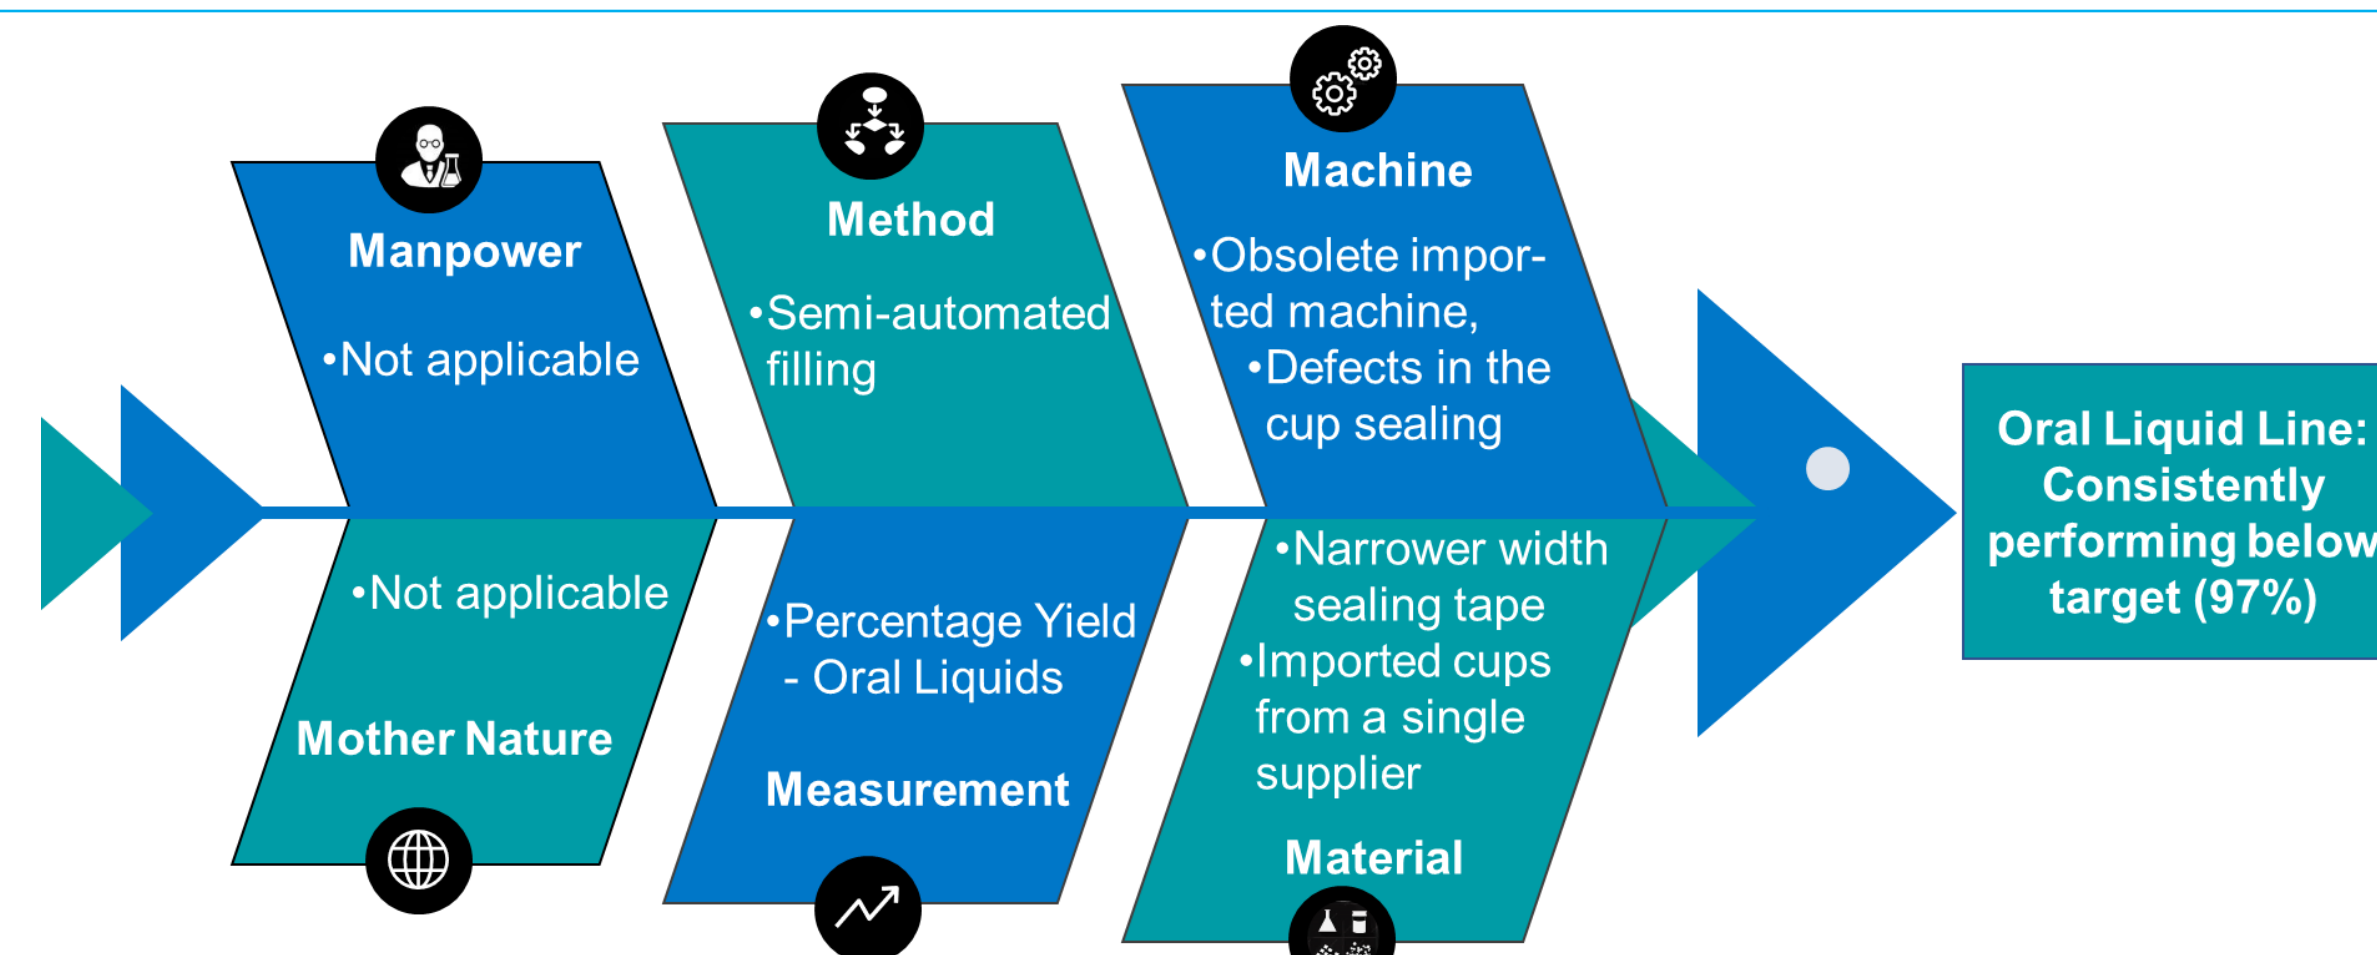 Manpower
•Not applicable
Method
•Semi-automated
filling
Machine
•Obsolete impor-
ted machine,
•Defects in the
cup sealing
•Not applicable
Mother Nature
•Percentage Yield
- Oral Liquids
Measurement
•Narrower width
sealing tape
•Imported cups
from a single
supplier
Material
Oral Liquid Line:
Consistently
performing below
target (97%)